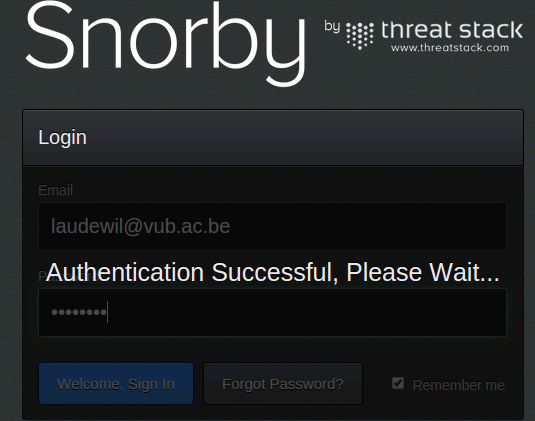 Snorby by threat stack
www.threatstack.com
Login
Email
laudewil@vub.ac.be
Authentication Successful, Please Wait...
••••••••
Welcome, Sign In Forgot Password? Remember me